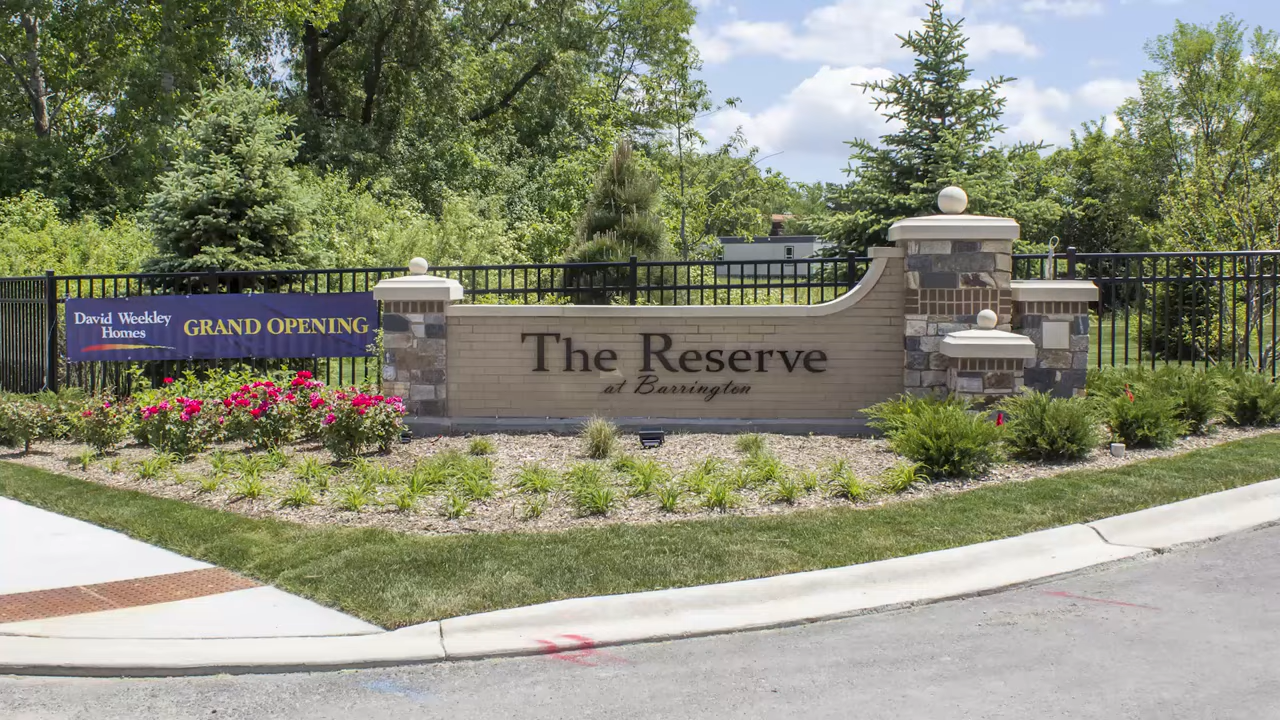 David Weekley
Homes
GRAND OPENING
The Reserve
at Barrington